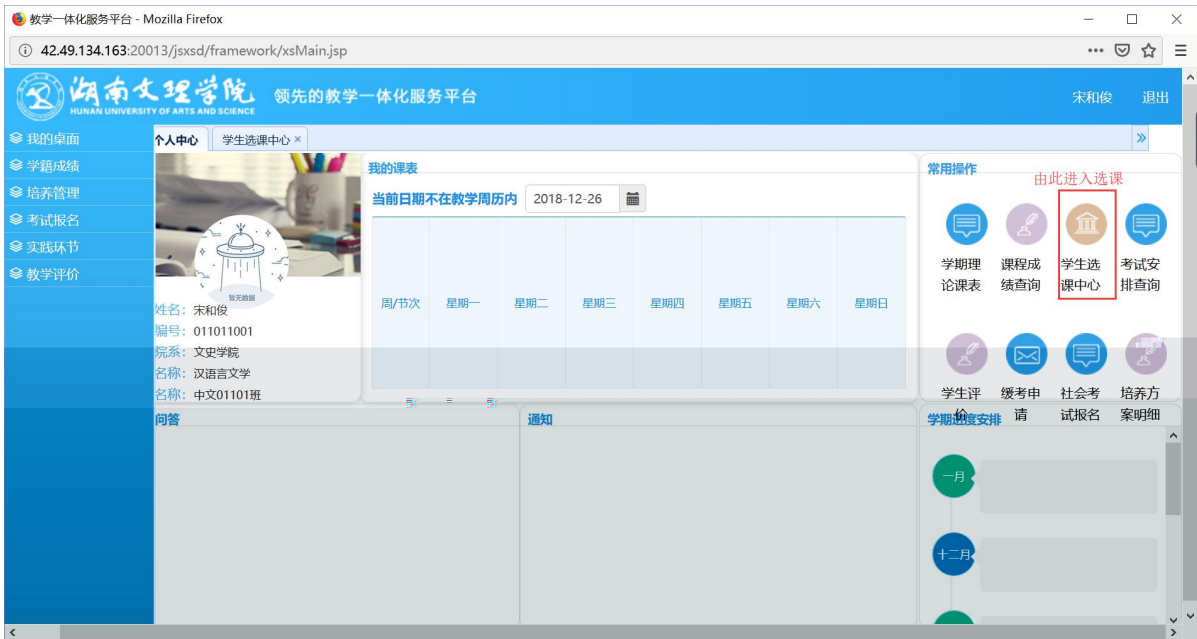 教学一体化服务平台 - Mozilla Firefox
42.49.134.163:20013/jsxsd/framework/xsMain.jsp
湖南文理学院
HUNAN UNIVERSITY OF ARTS AND SCIENCE
领先的教学一体化服务平台
宋和俊 退出
我的桌面
学籍成绩
培养管理
考试报名
实践环节
教学评价
个人中心 学生选课中心
暂无数据
姓名: 宋和俊
编号: 011011001
院系: 文史学院
名称: 汉语言文学
名称: 中文01101班
我的课表
当前日期不在教学周历内 2018-12-26
周/节次 星期一 星期二 星期三 星期四 星期五 星期六 星期日
常用操作
由此进入选课
学期理论课表
课程成绩查询
学生选课中心
考试安排查询
学生评价
缓考申请
社会考试报名
培养方案明细
问答
通知
学期进度安排
一月
十二月